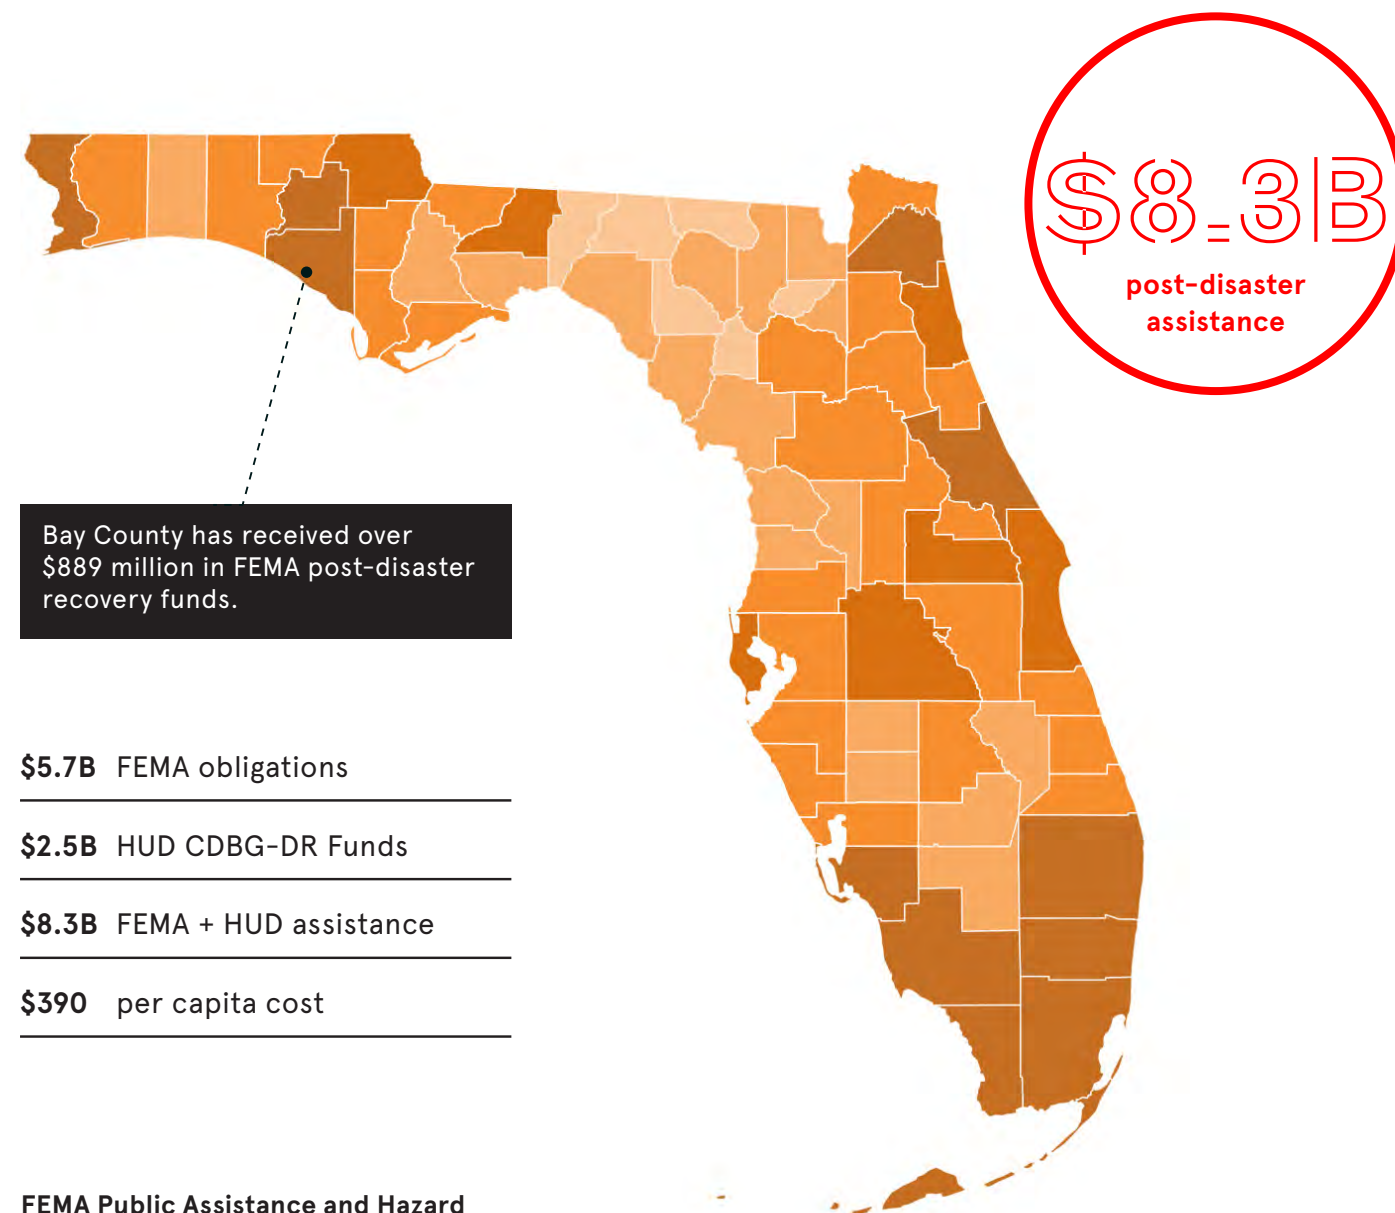 $8.3B
post-disaster
assistance
Bay County has received over
$889 million in FEMA post-disaster
recovery funds.
$5.7B FEMA obligations
$2.5B HUD CDBG-DR Funds
$8.3B FEMA + HUD assistance
$390 per capita cost
FEMA Public Assistance and Hazard